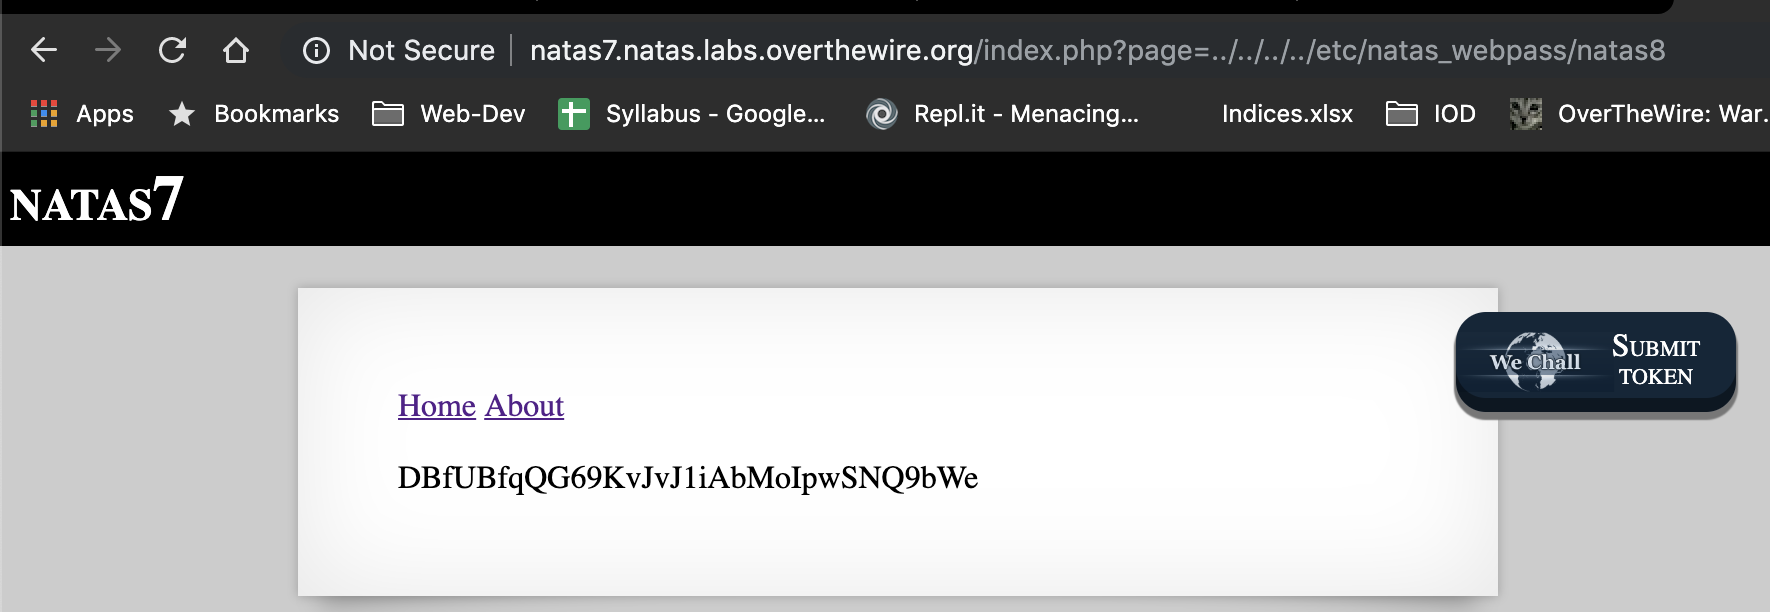 Not Secure natas7.natas.labs.overthewire.org/index.php?page=../../../../etc/natas_webpass/natas8
Apps Bookmarks Web-Dev Syllabus - Google... Repl.it - Menacing... Indices.xlsx IOD OverTheWire: War.
NATAS7
We Chall
SUBMIT
TOKEN
Home About
DBfUBfqQG69KvJvJ1iAbMoIpwSNQ9bWe